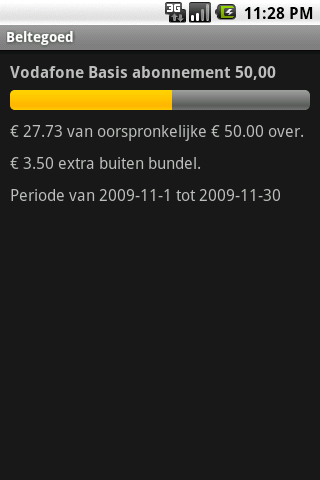 3G 11:28 PM
Beltegoed
Vodafone Basis abonnement 50,00
€ 27.73 van oorspronkelijke € 50.00 over.
€ 3.50 extra buiten bundel.
Periode van 2009-11-1 tot 2009-11-30